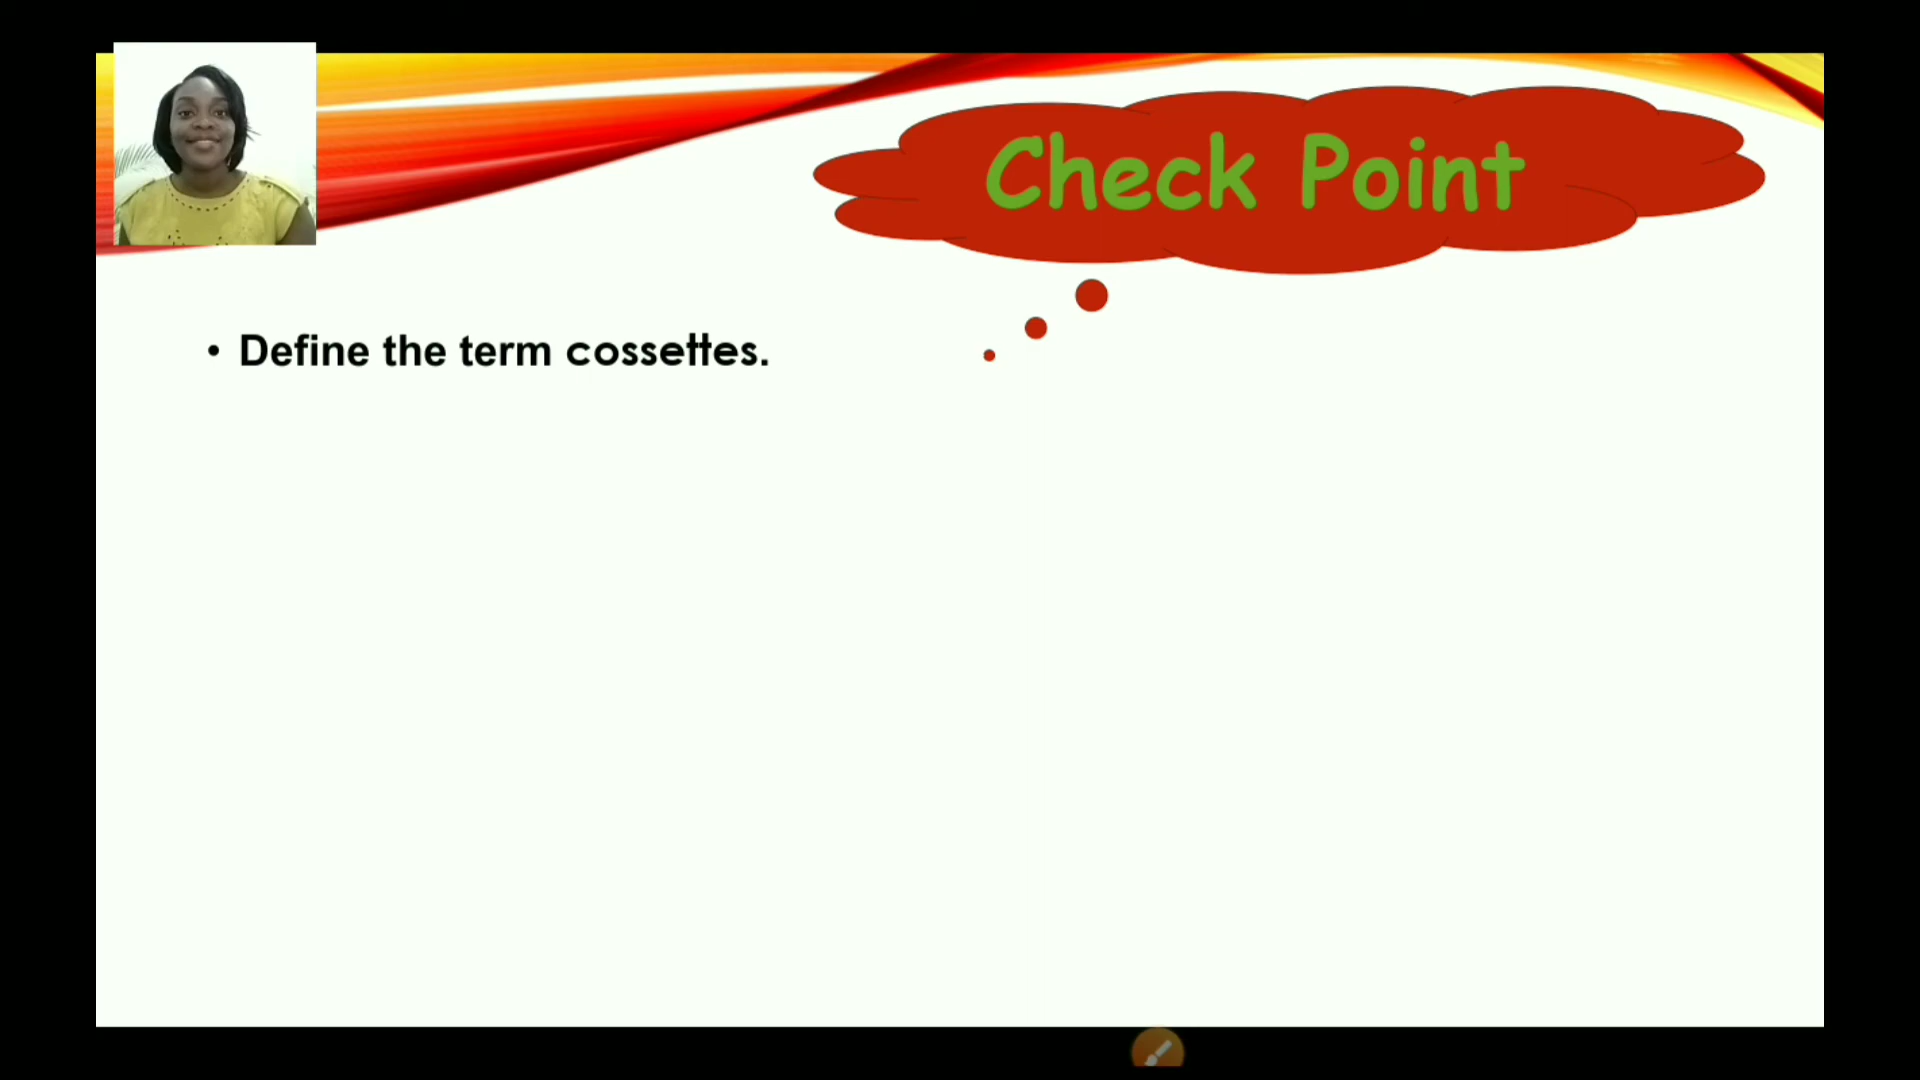 Check Point
• Define the term cossettes.